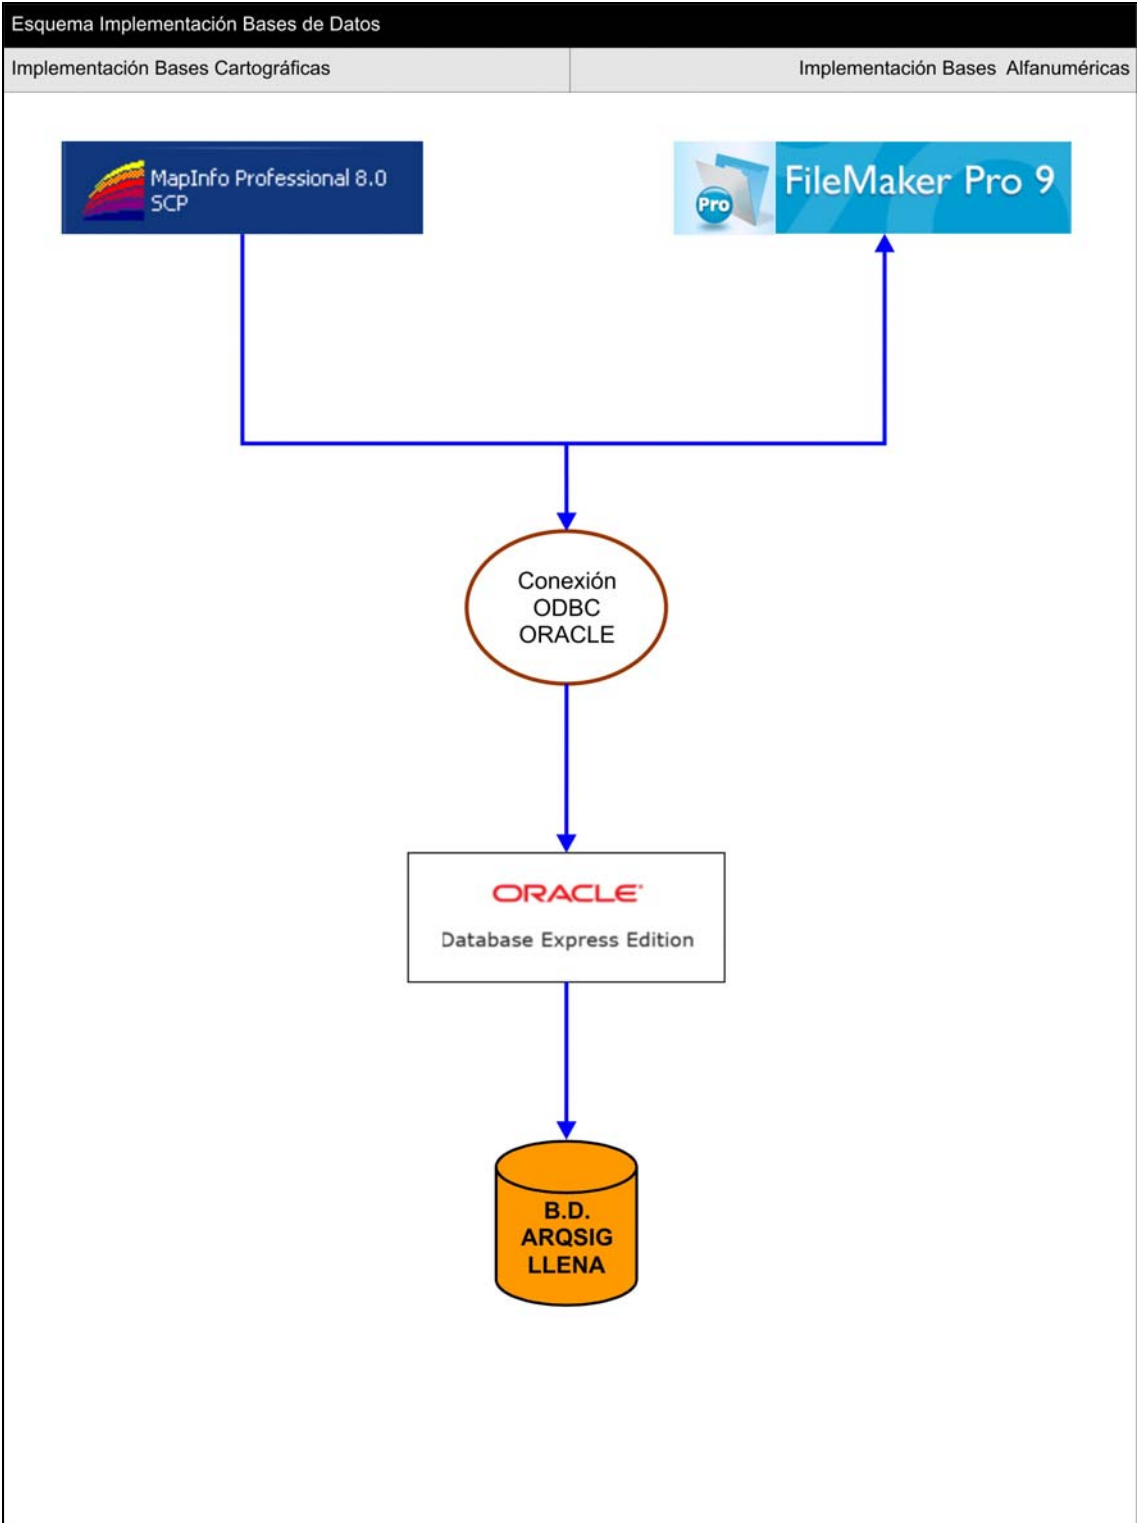 Esquema Implementación Bases de Datos
Implementación Bases Cartográficas
Implementación Bases Alfanuméricas
MapInfo Professional 8.0
SCP
Pro
FileMaker Pro 9
Conexión
ODBC
ORACLE
ORACLE
Database Express Edition
B.D.
ARQSIG
LLENA